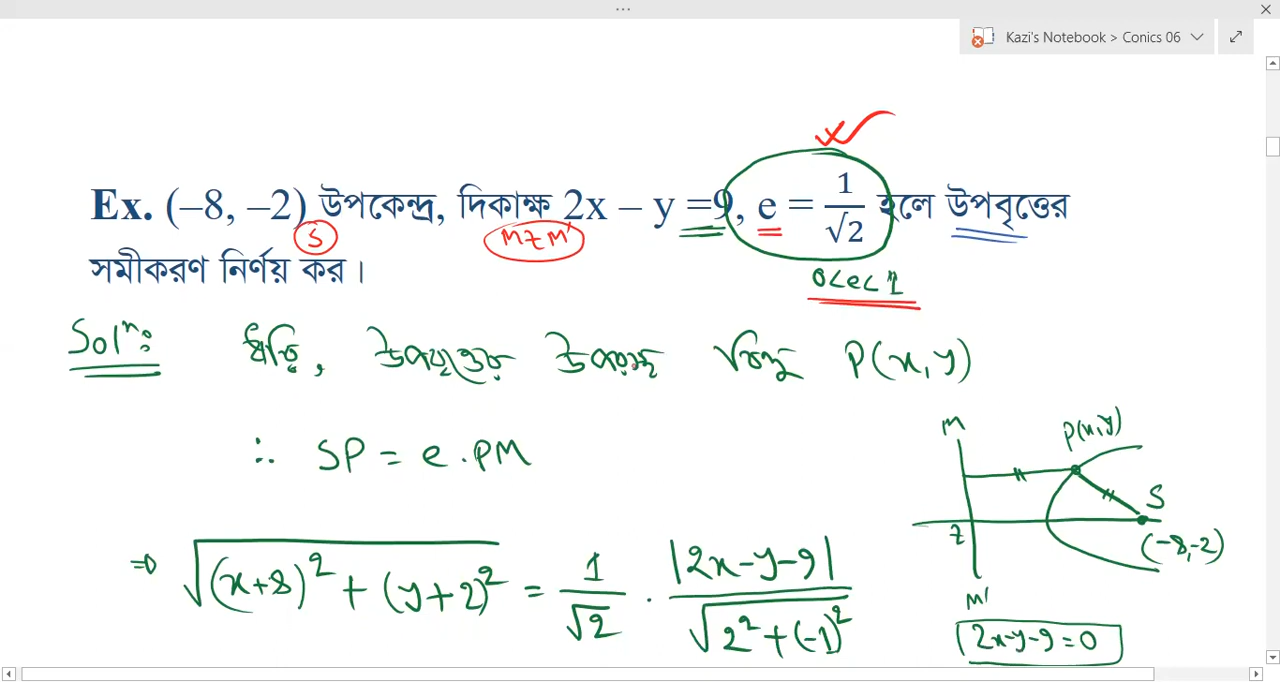 Kazi's Notebook > Conics 06
Ex. (–8, –2) উপকেন্দ্র, দিকাক্ষ 2x – y =9, e = 1/√2 হলে উপবৃত্তের
S
MZM'
সমীকরণ নির্ণয় কর।
0<e<1
Solⁿ: ধরি, উপবৃত্তের উপরস্থ বিন্দু P(x,y)
∴ SP = e.PM
M
P(x,y)
S
Z
(-8,-2)
M'
2x-y-9=0
⇒ √((x+8)² + (y+2)²) = 1/√2 . |2x-y-9|/√(2²+(-1)²)